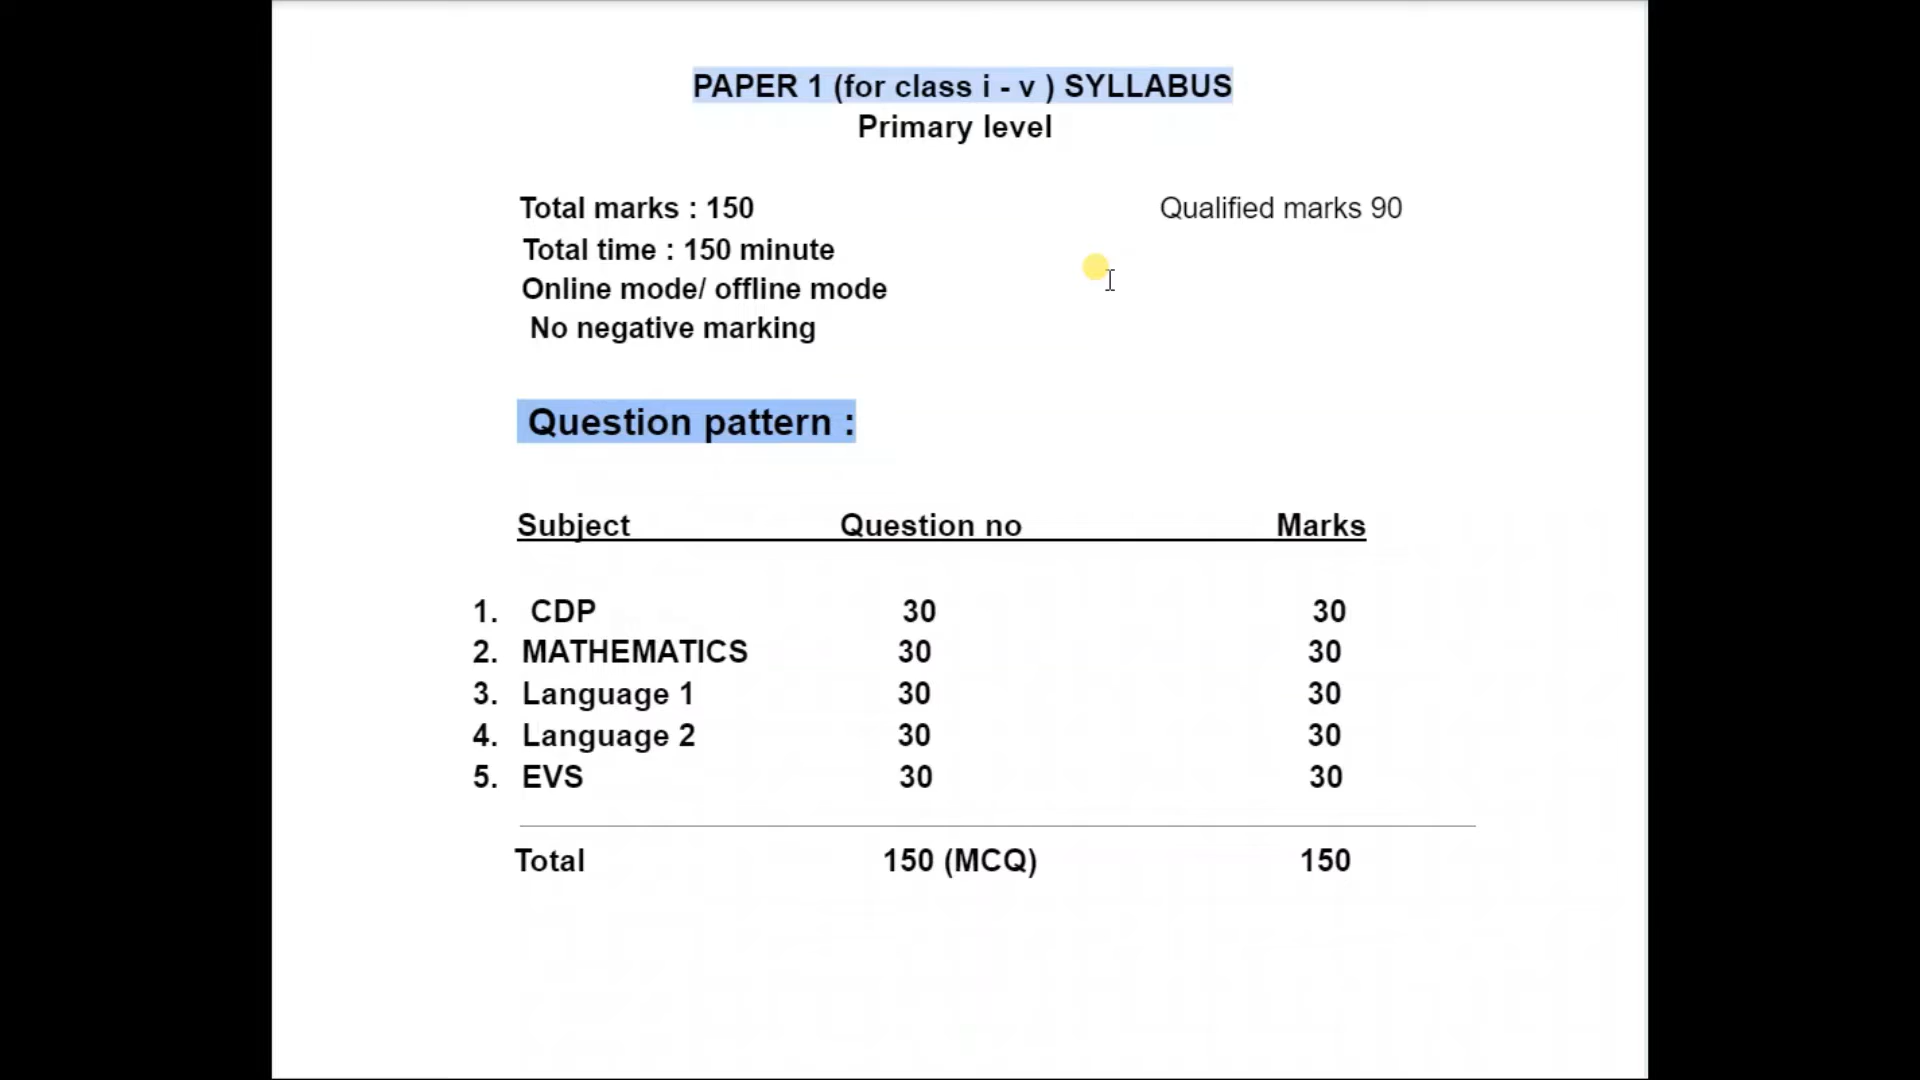 PAPER 1 (for class i - v ) SYLLABUS
Primary level
Total marks : 150 Qualified marks 90
Total time : 150 minute
Online mode/ offline mode
No negative marking
Question pattern :
Subject Question no Marks
1. CDP 30 30
2. MATHEMATICS 30 30
3. Language 1 30 30
4. Language 2 30 30
5. EVS 30 30
Total 150 (MCQ) 150